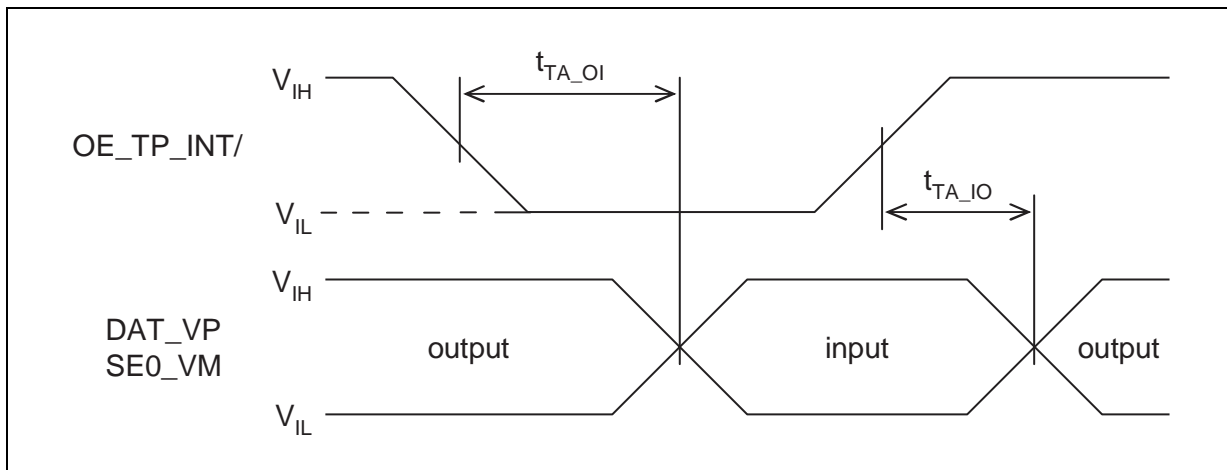 t_TA_OI
V_IH
OE_TP_INT/
t_TA_IO
V_IL
V_IH
DAT_VP
SE0_VM
output
input
output
V_IL